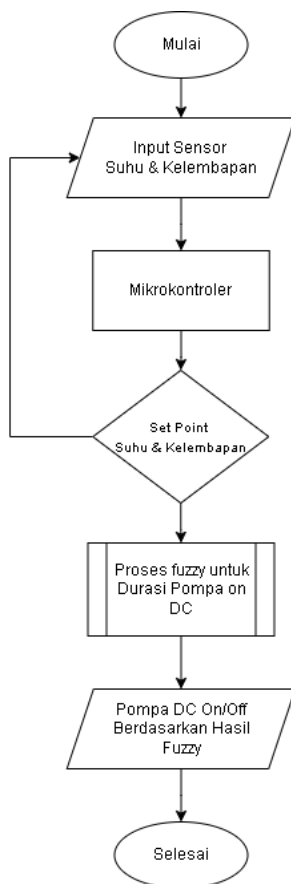 Mulai
Input Sensor
Suhu & Kelembapan
Mikrokontroler
Set Point
Suhu & Kelembapan
Proses fuzzy untuk
Durasi Pompa on
DC
Pompa DC On/Off
Berdasarkan Hasil
Fuzzy
Selesai